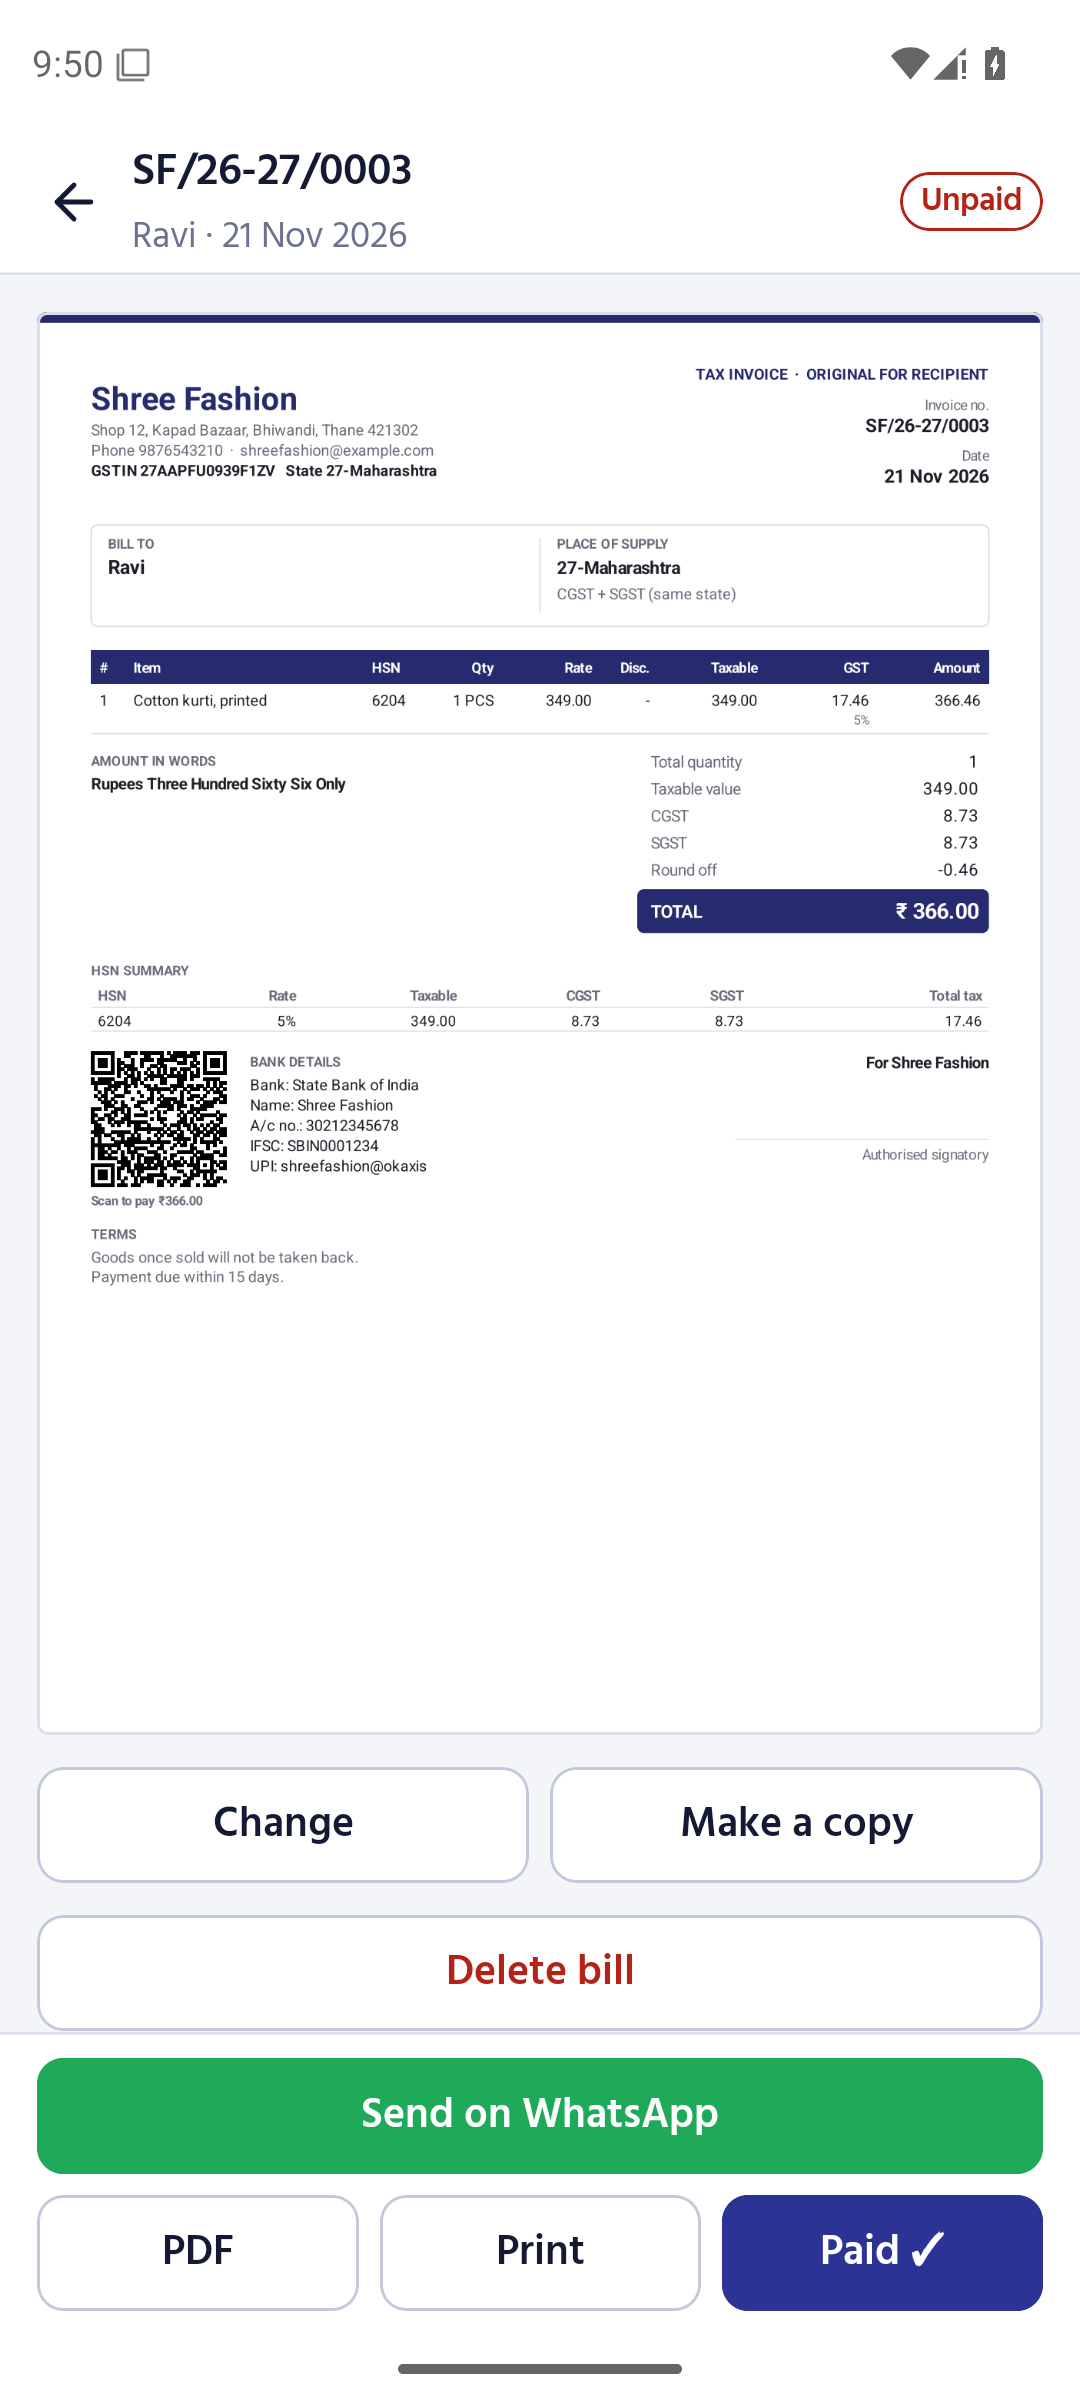 9:50
SF/26-27/0003
Ravi · 21 Nov 2026
Unpaid
TAX INVOICE · ORIGINAL FOR RECIPIENT
Shree Fashion
Shop 12, Kapad Bazaar, Bhiwandi, Thane 421302
Phone 9876543210 · shreefashion@example.com
GSTIN 27AAPFU0939F1ZV State 27-Maharashtra
Invoice no.
SF/26-27/0003
Date
21 Nov 2026
BILL TO
Ravi
PLACE OF SUPPLY
27-Maharashtra
CGST + SGST (same state)
# Item HSN Qty Rate Disc. Taxable GST Amount
1 Cotton kurti, printed 6204 1 PCS 349.00 - 349.00 17.46 366.46
5%
AMOUNT IN WORDS
Rupees Three Hundred Sixty Six Only
Total quantity 1
Taxable value 349.00
CGST 8.73
SGST 8.73
Round off -0.46
TOTAL ₹ 366.00
HSN SUMMARY
HSN Rate Taxable CGST SGST Total tax
6204 5% 349.00 8.73 8.73 17.46
BANK DETAILS
Bank: State Bank of India
Name: Shree Fashion
A/c no.: 30212345678
IFSC: SBIN0001234
UPI: shreefashion@okaxis
Scan to pay ₹366.00
For Shree Fashion
Authorised signatory
TERMS
Goods once sold will not be taken back.
Payment due within 15 days.
Change
Make a copy
Delete bill
Send on WhatsApp
PDF
Print
Paid ✓